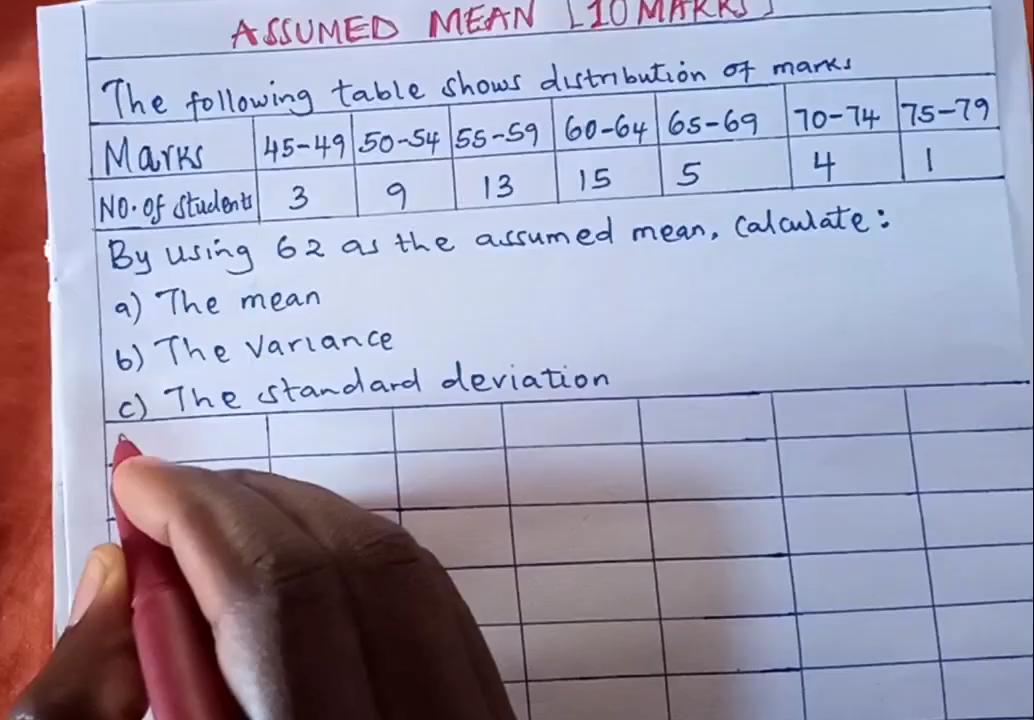 ASSUMED MEAN [10 MARKS]
The following table shows distribution of marks
Marks 45-49 50-54 55-59 60-64 65-69 70-74 75-79
NO. of students 3 9 13 15 5 4 1
By using 62 as the assumed mean, calculate:
a) The mean
b) The variance
c) The standard deviation